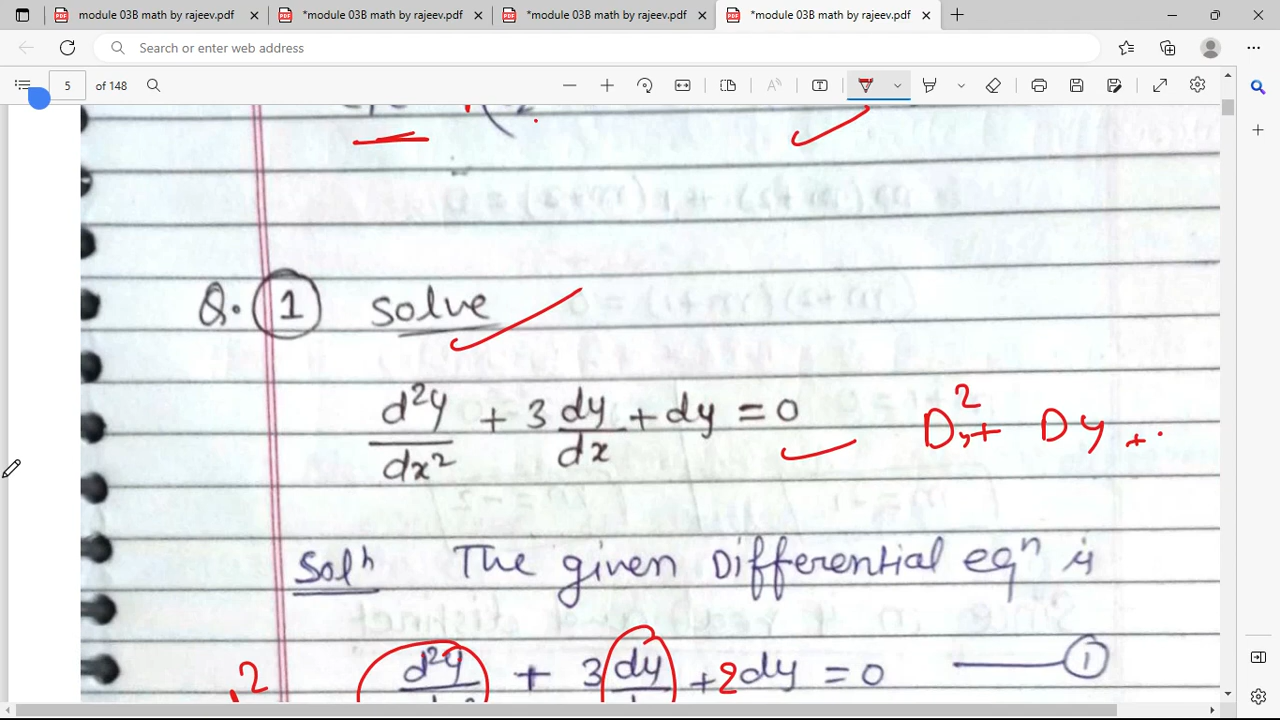 module 03B math by rajeev.pdf *module 03B math by rajeev.pdf *module 03B math by rajeev.pdf *module 03B math by rajeev.pdf
Search or enter web address
5 of 148
Q. 1 Solve
d²y/dx² + 3 dy/dx + dy = 0 D²y + Dy + .
Solⁿ The given Differential eqⁿ is
d²y + 3 dy + 2dy = 0 — 1